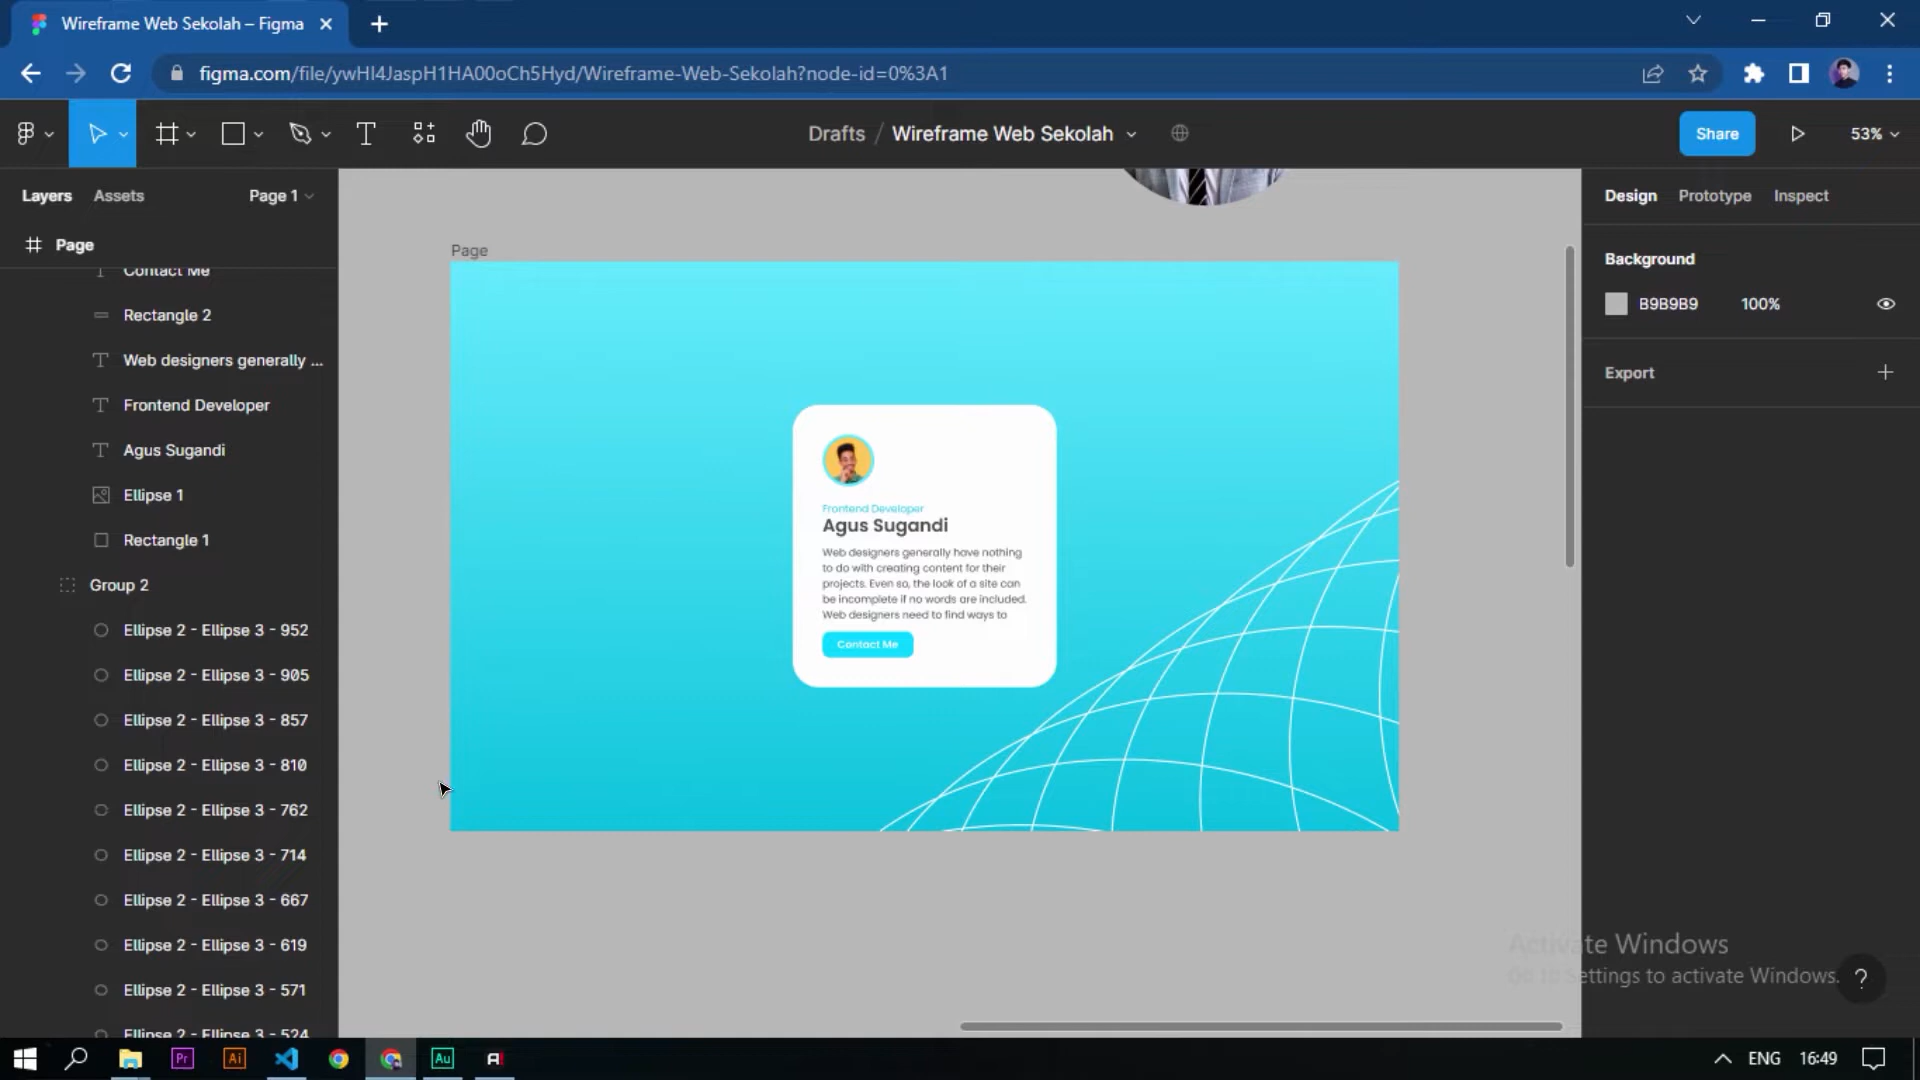 Wireframe Web Sekolah – Figma
figma.com/file/ywHl4JaspH1HA00oCh5Hyd/Wireframe-Web-Sekolah?node-id=0%3A1
Drafts / Wireframe Web Sekolah
Share
53%
Layers
Assets
Page 1
Page
Contact Me
Rectangle 2
Web designers generally ...
Frontend Developer
Agus Sugandi
Ellipse 1
Rectangle 1
Group 2
Ellipse 2 - Ellipse 3 - 952
Ellipse 2 - Ellipse 3 - 905
Ellipse 2 - Ellipse 3 - 857
Ellipse 2 - Ellipse 3 - 810
Ellipse 2 - Ellipse 3 - 762
Ellipse 2 - Ellipse 3 - 714
Ellipse 2 - Ellipse 3 - 667
Ellipse 2 - Ellipse 3 - 619
Ellipse 2 - Ellipse 3 - 571
Ellipse 2 - Ellipse 3 - 524
Page
Frontend Developer
Agus Sugandi
Web designers generally have nothing
to do with creating content for their
projects. Even so, the look of a site can
be incomplete if no words are included.
Web designers need to find ways to
Contact Me
Design
Prototype
Inspect
Background
B9B9B9
100%
Export
Activate Windows
Go to Settings to activate Windows.
?
Pr
Ai
Au
A
ENG
16:49